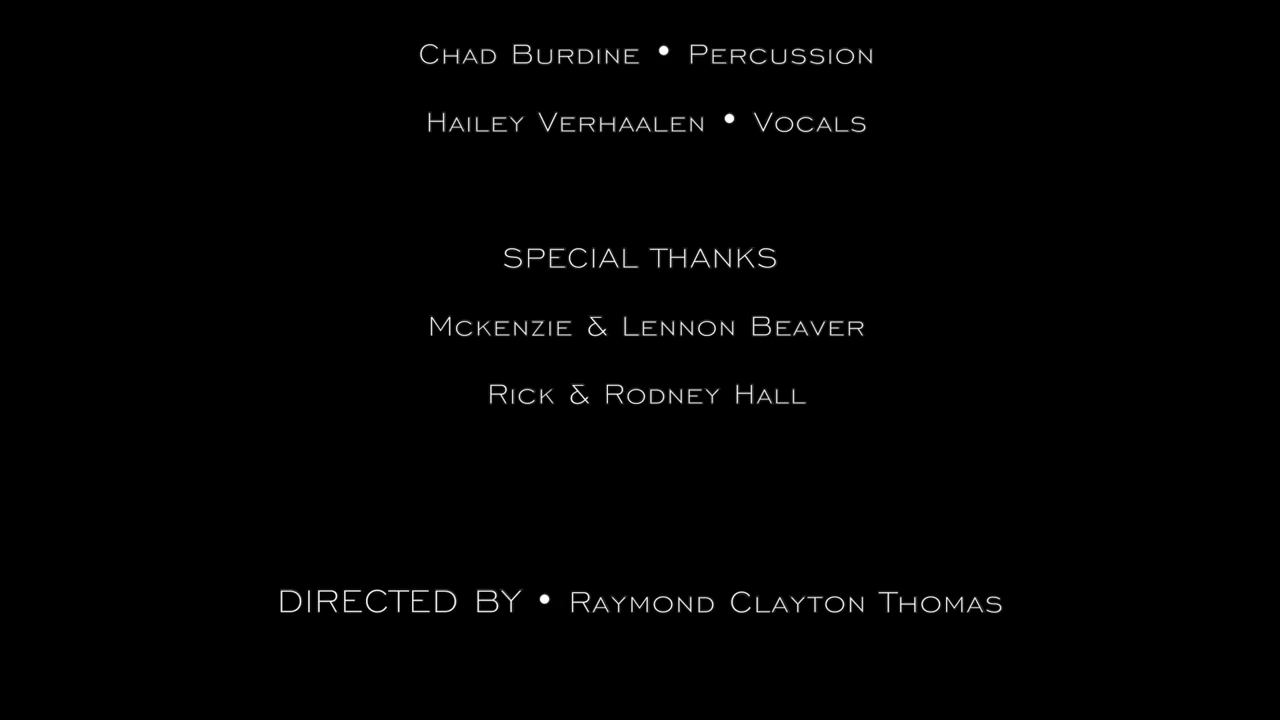 Chad Burdine • Percussion
Hailey Verhaalen • Vocals
SPECIAL THANKS
Mckenzie & Lennon Beaver
Rick & Rodney Hall
DIRECTED BY • Raymond Clayton Thomas